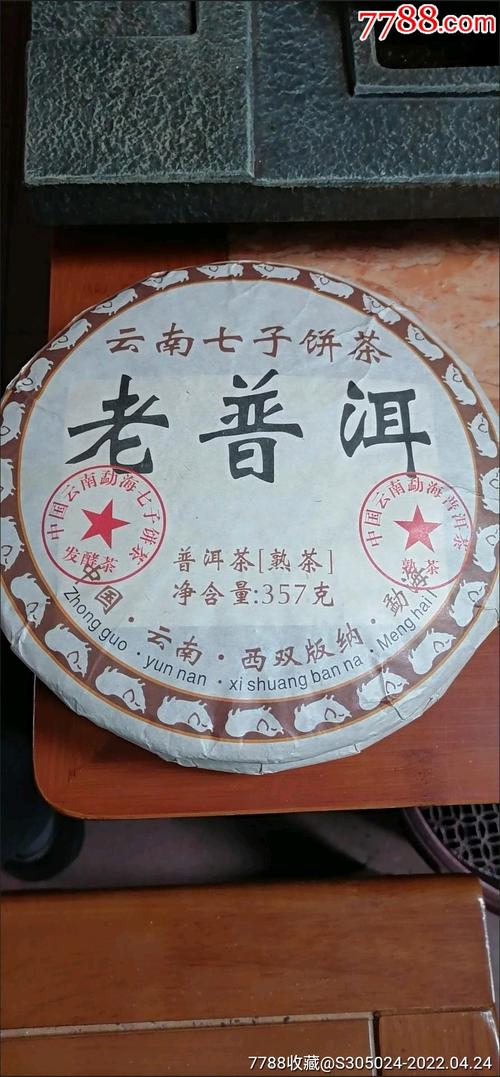 7788.com
云南七子饼茶
老普洱
中国云南勐海七子饼茶
发酵茶
中国云南勐海普洱茶
熟茶
普洱茶[熟茶]
净含量:357克
中国·云南·西双版纳·勐海
Zhong guo·yun nan·xi shuang ban na·Meng hai
7788收藏@S305024-2022.04.24